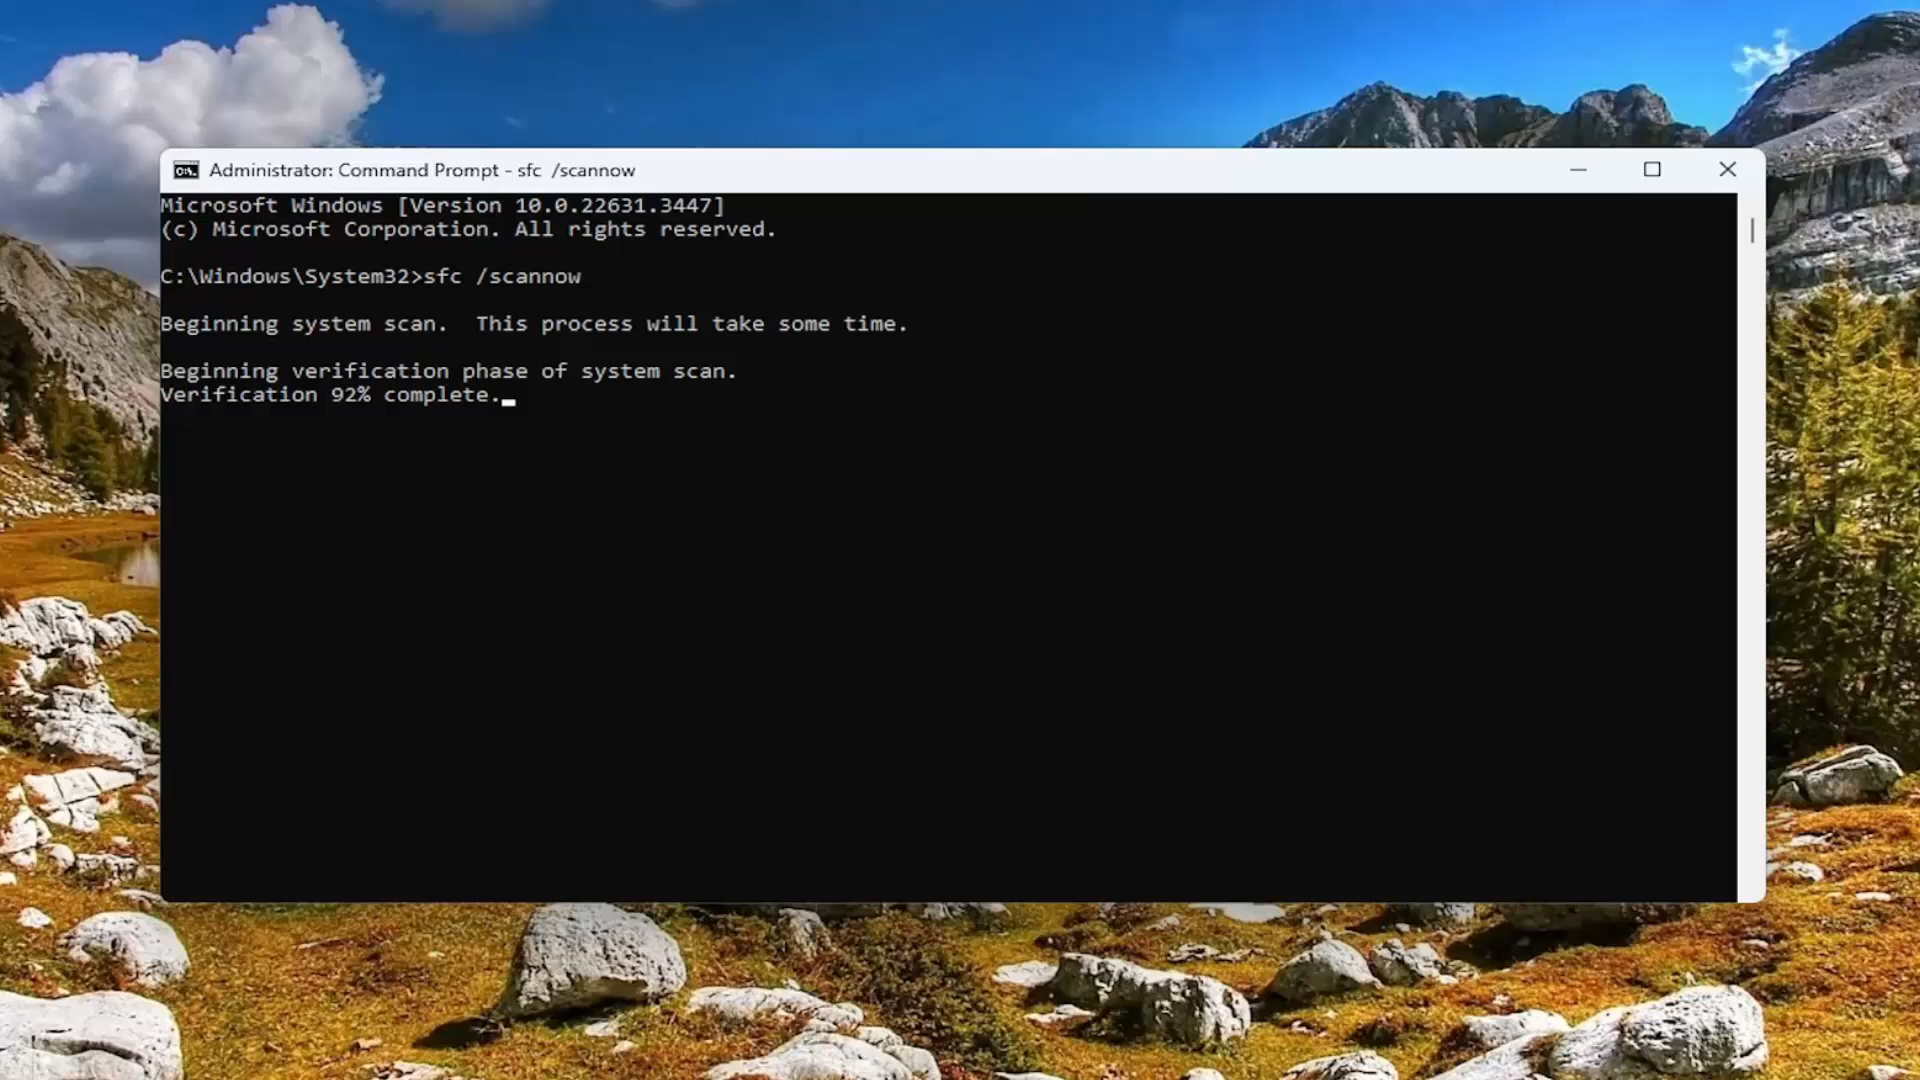 Administrator: Command Prompt - sfc  /scannow
Microsoft Windows [Version 10.0.22631.3447]
(c) Microsoft Corporation. All rights reserved.
C:\Windows\System32>sfc /scannow
Beginning system scan.  This process will take some time.
Beginning verification phase of system scan.
Verification 92% complete.